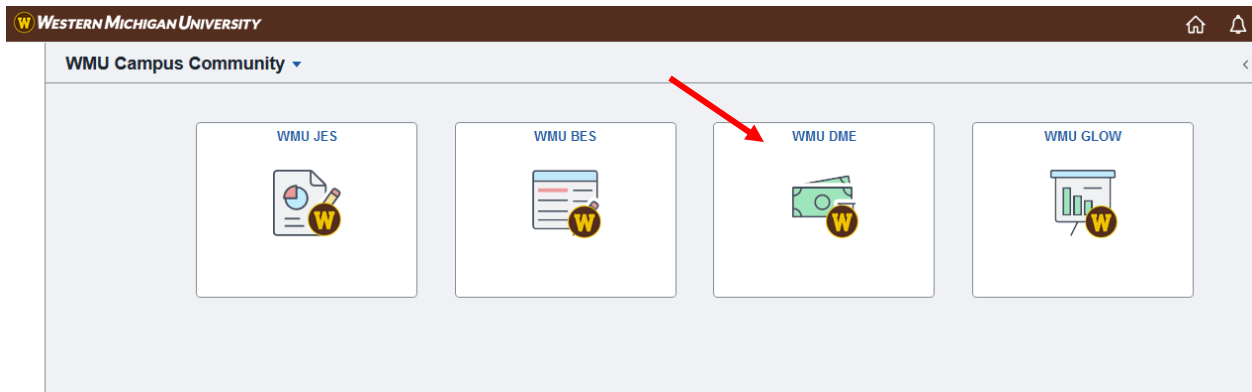 W WESTERN MICHIGAN UNIVERSITY
WMU Campus Community
WMU JES
WMU BES
WMU DME
WMU GLOW
W
W
W
W